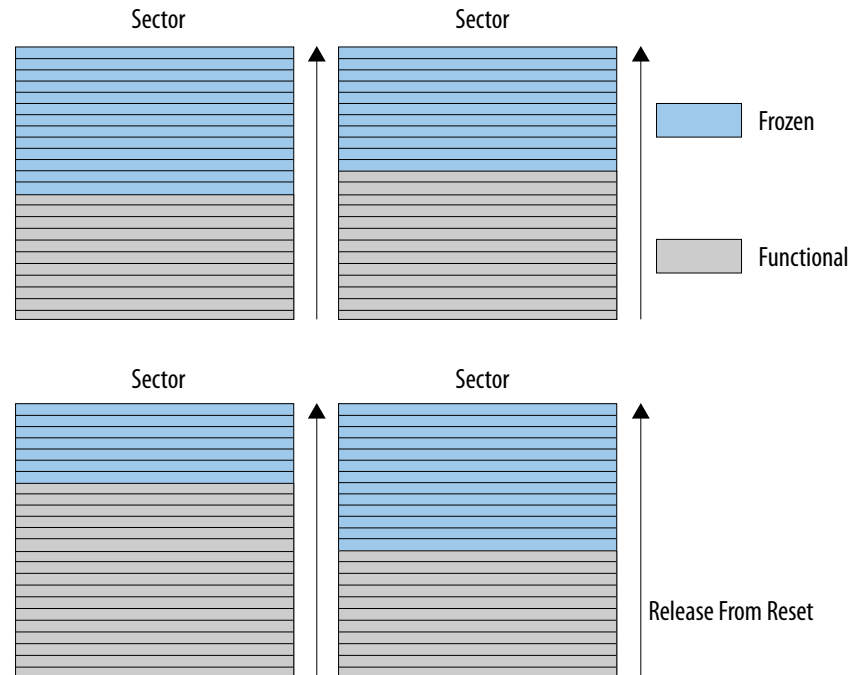 Sector
Sector
Frozen
Functional
Sector
Sector
Release From Reset